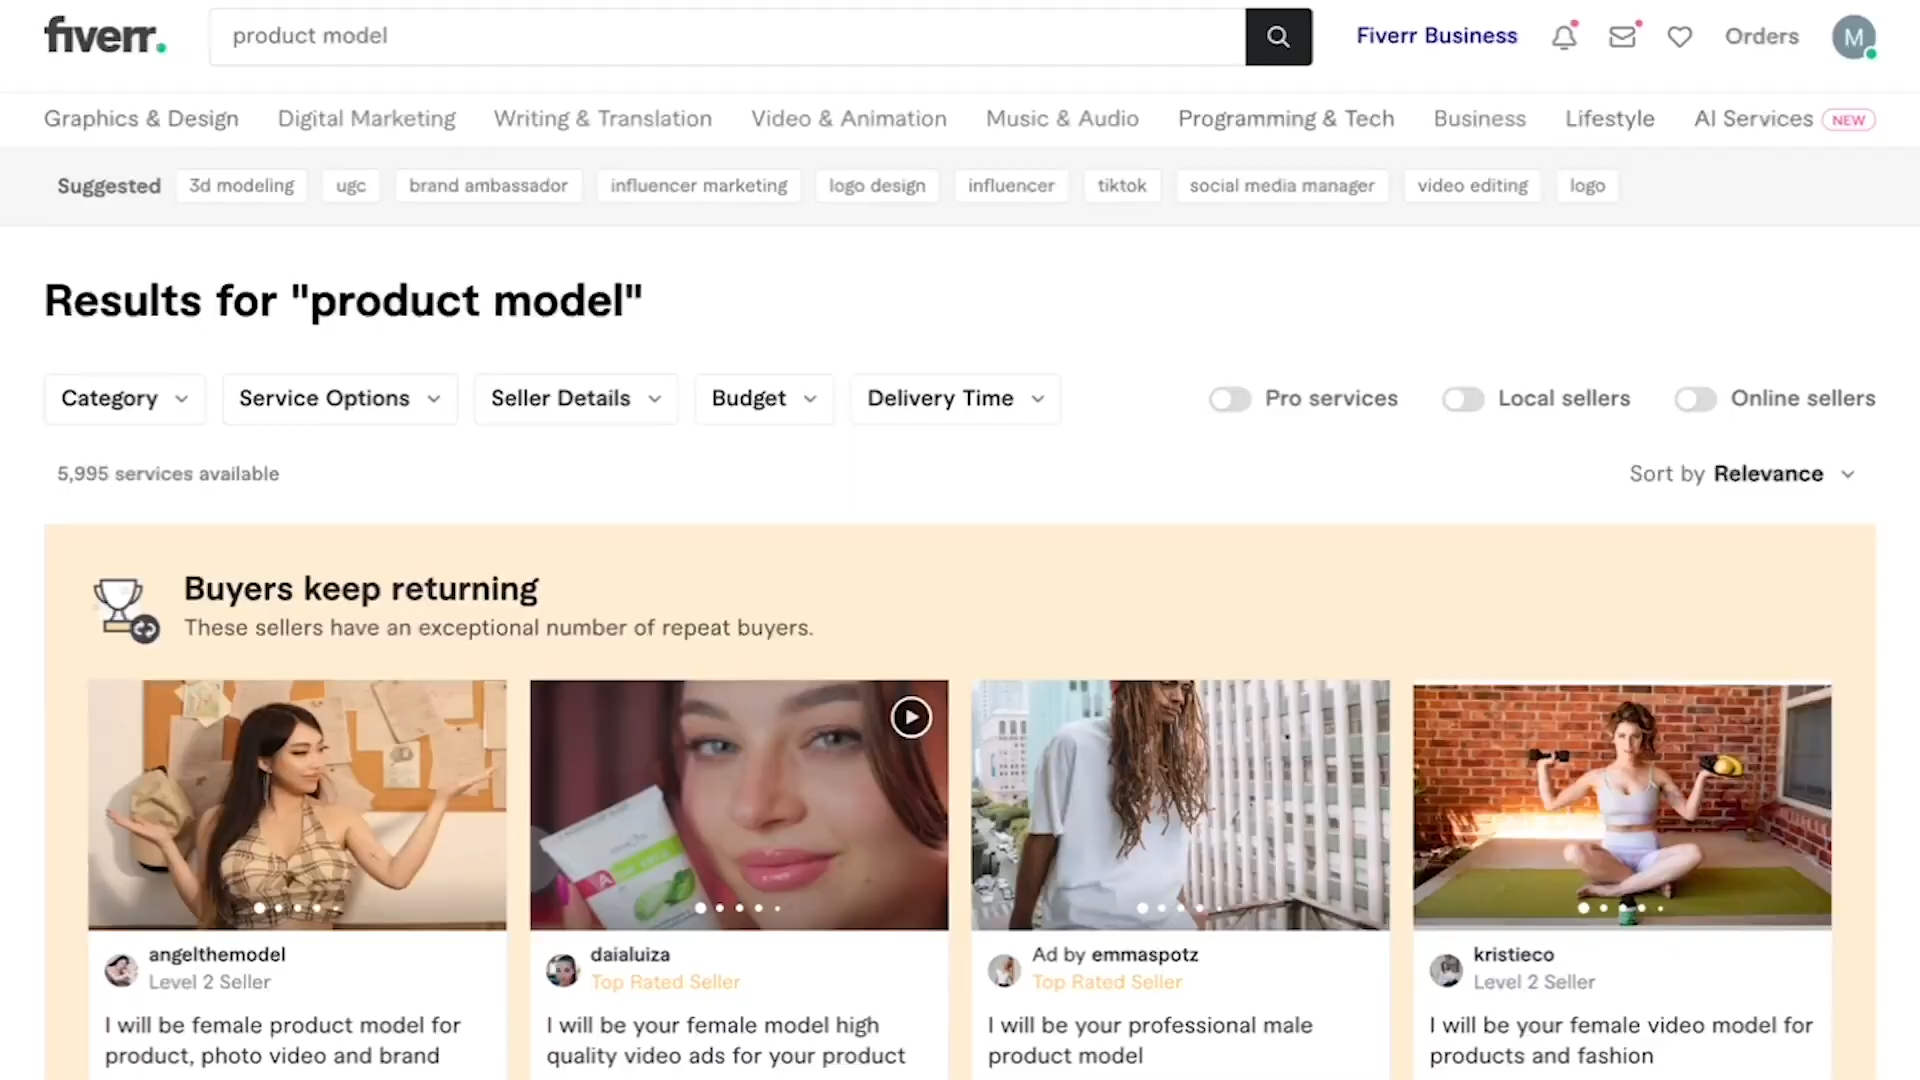 fiverr.
product model
Fiverr Business
Orders
M
Graphics & Design
Digital Marketing
Writing & Translation
Video & Animation
Music & Audio
Programming & Tech
Business
Lifestyle
AI Services NEW
Suggested
3d modeling
ugc
brand ambassador
influencer marketing
logo design
influencer
tiktok
social media manager
video editing
logo
Results for "product model"
Category
Service Options
Seller Details
Budget
Delivery Time
Pro services
Local sellers
Online sellers
5,995 services available
Sort by Relevance
Buyers keep returning
These sellers have an exceptional number of repeat buyers.
angelthemodel
Level 2 Seller
I will be female product model for
product, photo video and brand
daialuiza
Top Rated Seller
I will be your female model high
quality video ads for your product
Ad by emmaspotz
Top Rated Seller
I will be your professional male
product model
kristieco
Level 2 Seller
I will be your female video model for
products and fashion